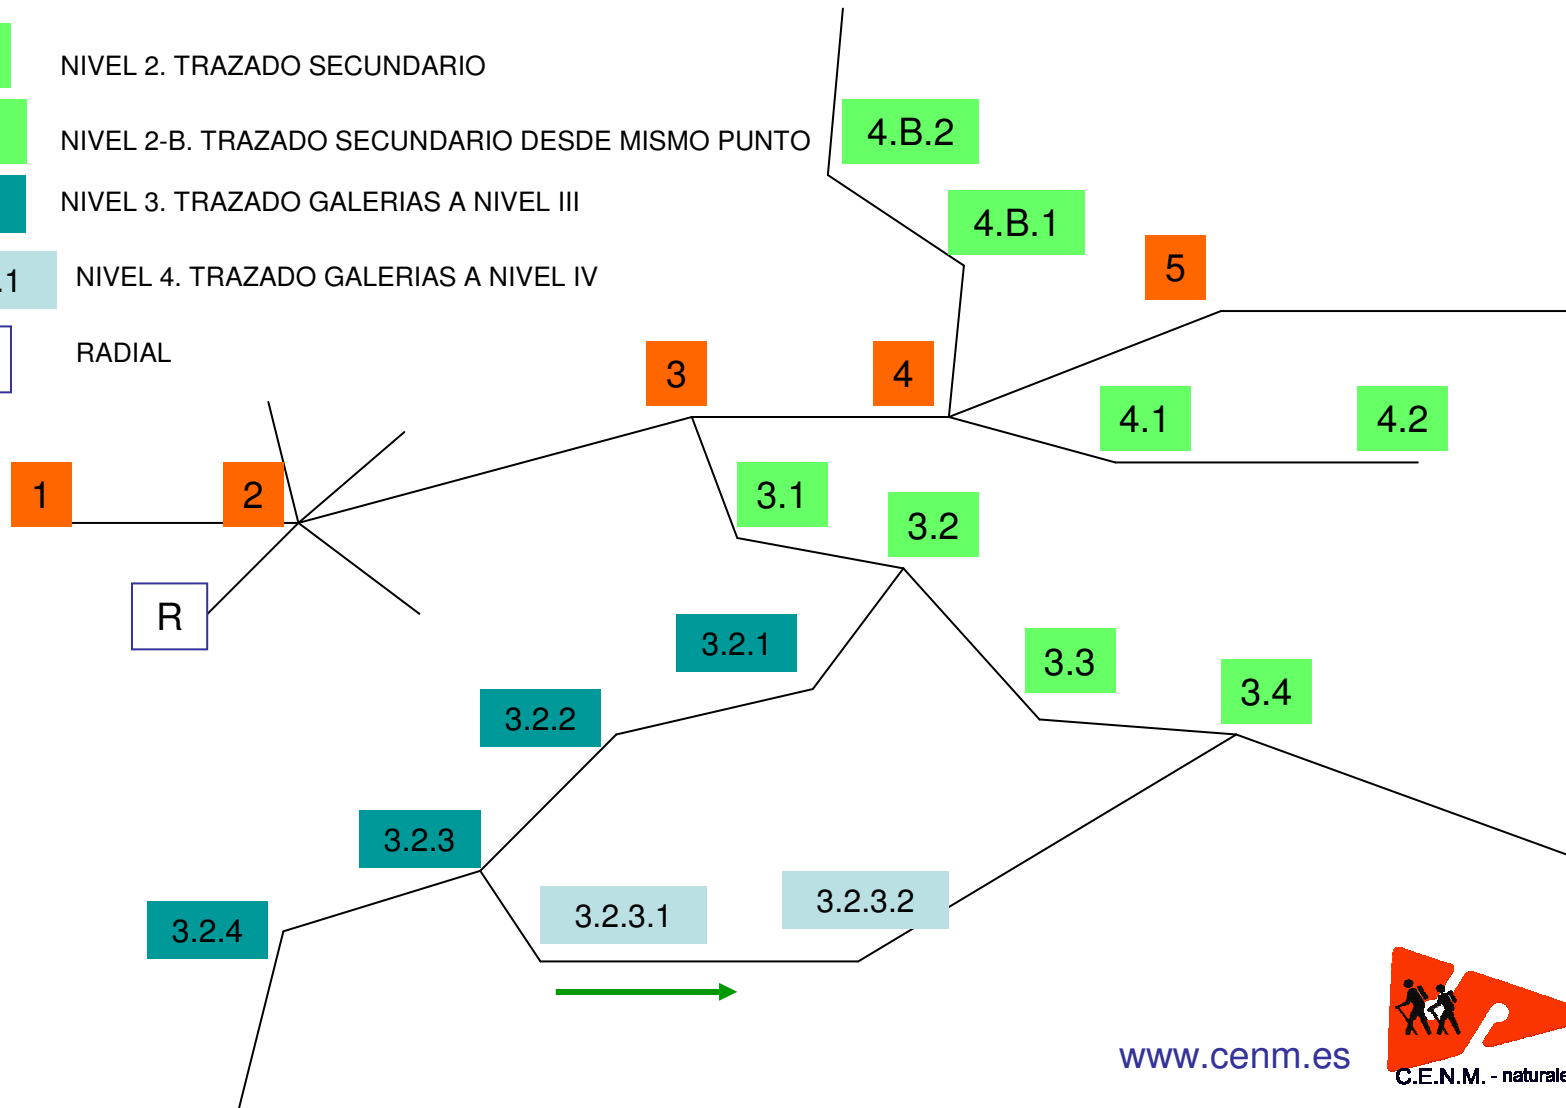 NIVEL 2. TRAZADO SECUNDARIO
NIVEL 2-B. TRAZADO SECUNDARIO DESDE MISMO PUNTO
NIVEL 3. TRAZADO GALERIAS A NIVEL III
.1 NIVEL 4. TRAZADO GALERIAS A NIVEL IV
RADIAL
4.B.2
4.B.1
5
3
4
4.1
4.2
1
2
3.1
3.2
R
3.2.1
3.3
3.4
3.2.2
3.2.3
3.2.4
3.2.3.1
3.2.3.2
www.cenm.es
C.E.N.M. - naturale